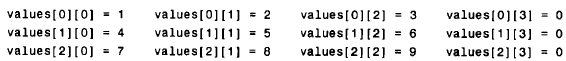 values[0][0] = 1 values[0][1] = 2 values[0][2] = 3 values[0][3] = 0
values[1][0] = 4 values[1][1] = 5 values[1][2] = 6 values[1][3] = 0
values[2][0] = 7 values[2][1] = 8 values[2][2] = 9 values[2][3] = 0